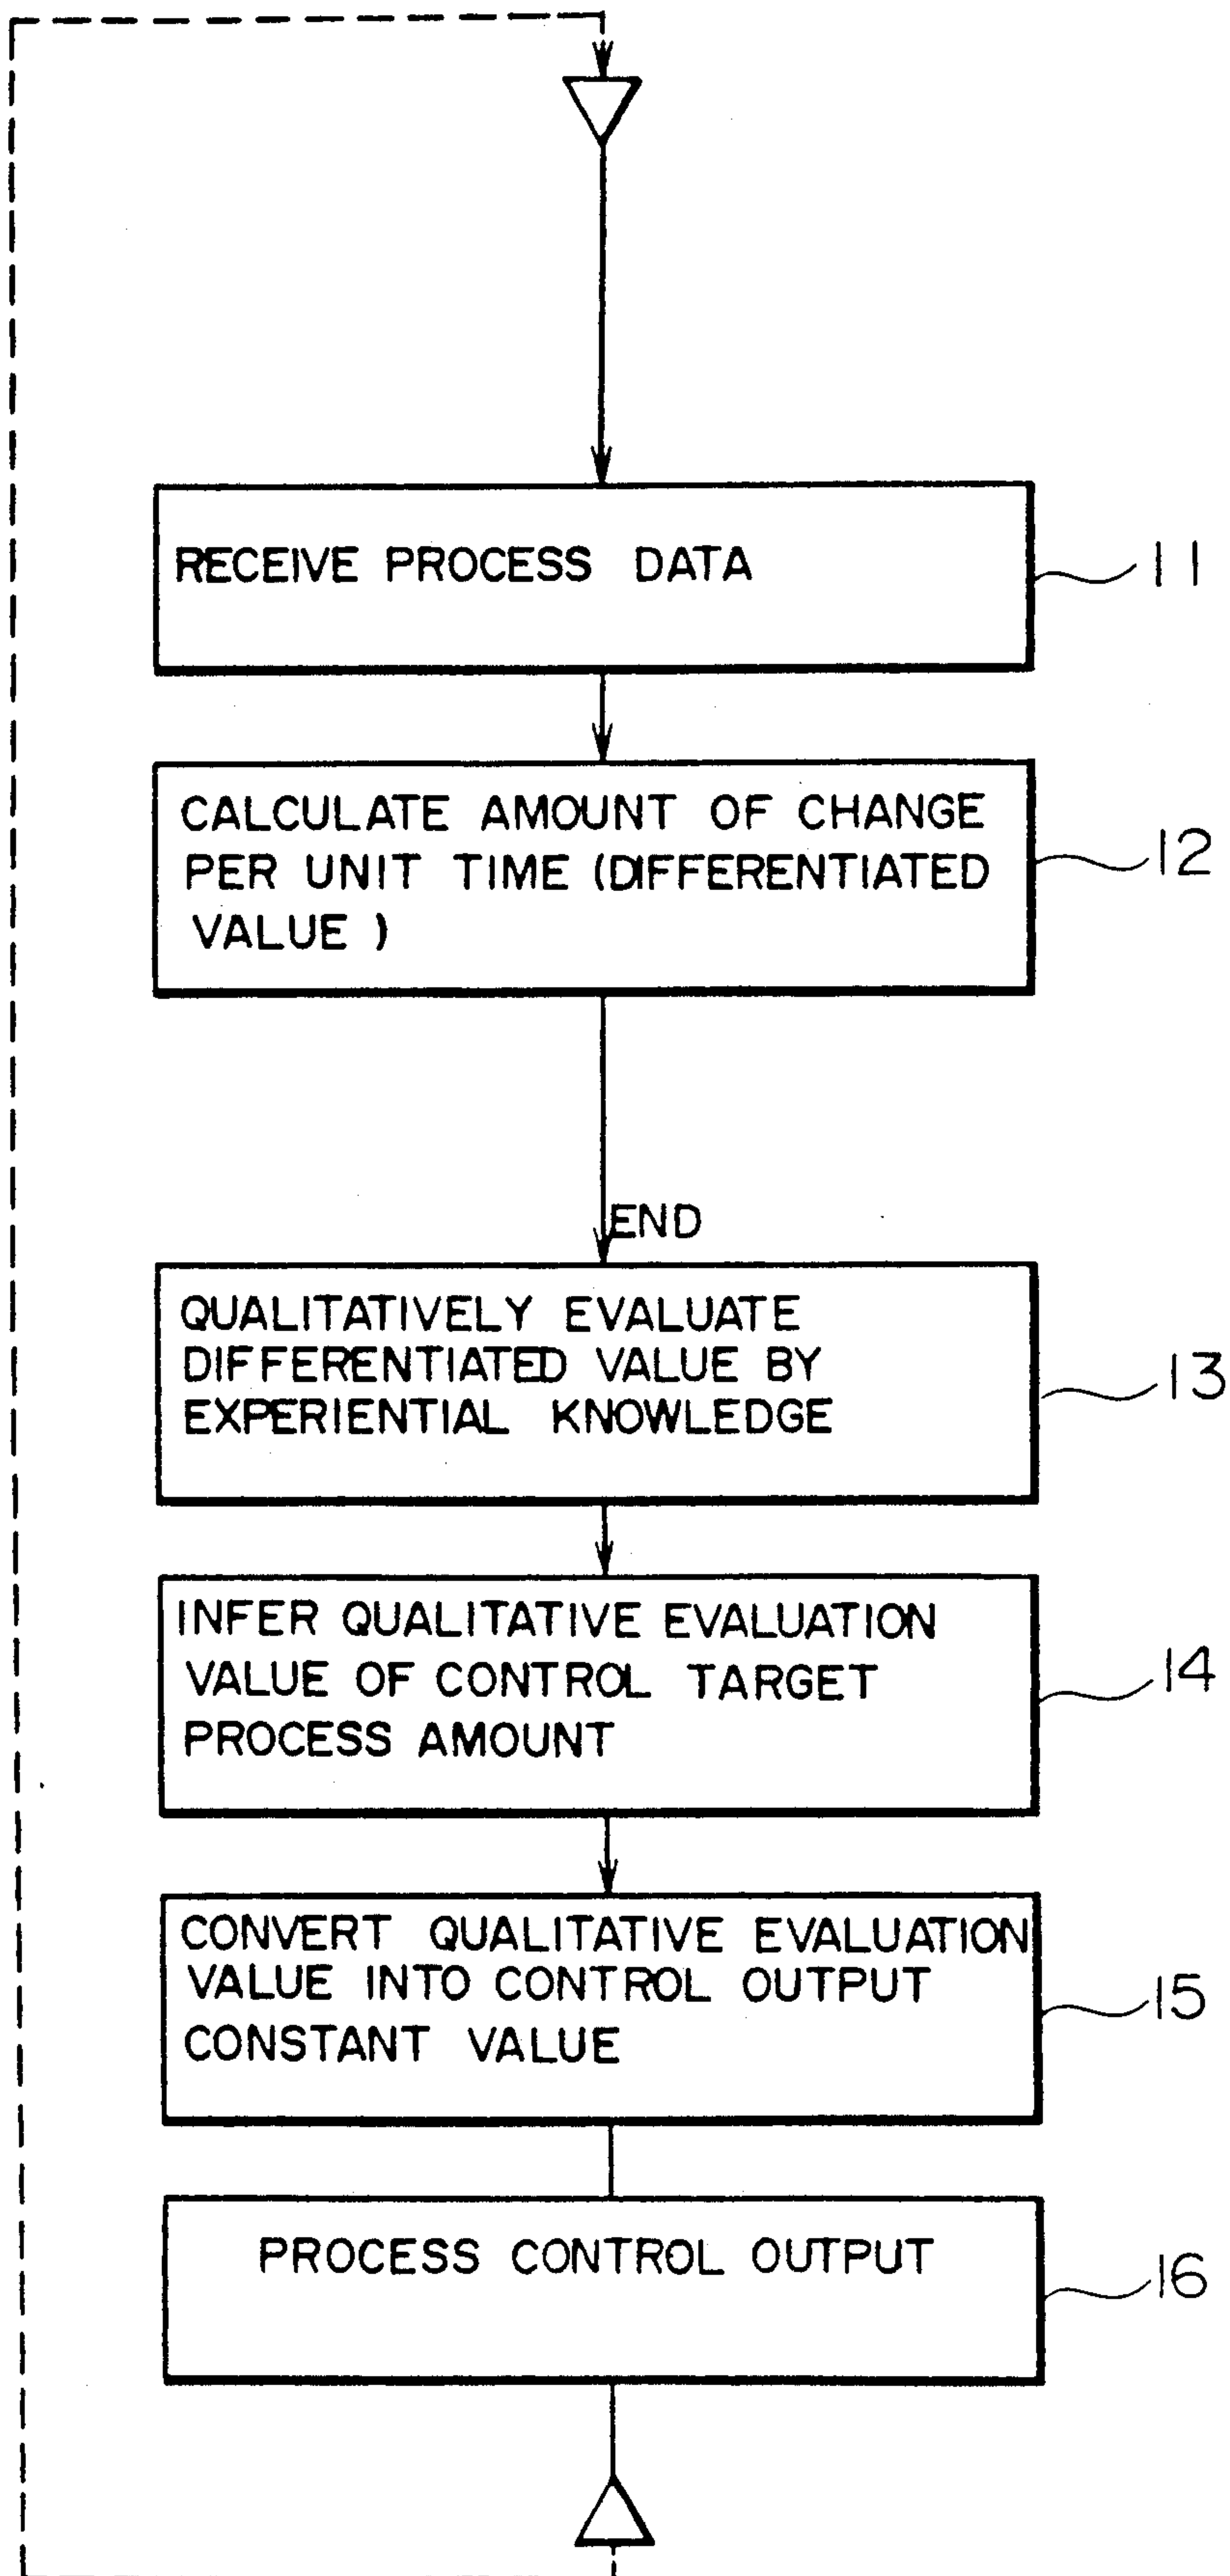 RECEIVE PROCESS DATA
11
CALCULATE AMOUNT OF CHANGE
PER UNIT TIME (DIFFERENTIATED
VALUE )
12
END
QUALITATIVELY EVALUATE
DIFFERENTIATED VALUE BY
EXPERIENTIAL KNOWLEDGE
13
INFER QUALITATIVE EVALUATION
VALUE OF CONTROL TARGET
PROCESS AMOUNT
14
CONVERT QUALITATIVE EVALUATION
VALUE INTO CONTROL OUTPUT
CONSTANT VALUE
15
PROCESS CONTROL OUTPUT
16